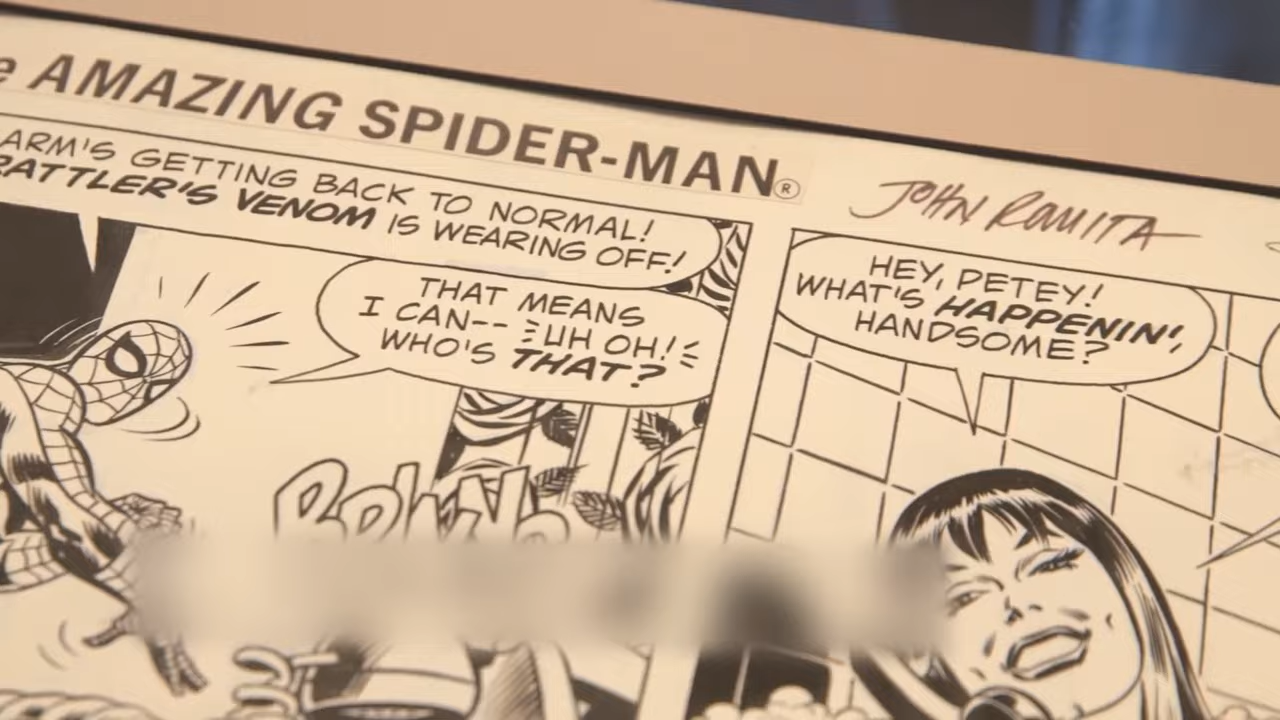 e AMAZING SPIDER-MAN®
JOHN ROMITA
ARM'S GETTING BACK TO NORMAL!
RATTLER'S VENOM IS WEARING OFF!
THAT MEANS
I CAN-- UH OH!
WHO'S THAT?
HEY, PETEY!
WHAT'S HAPPENIN',
HANDSOME?